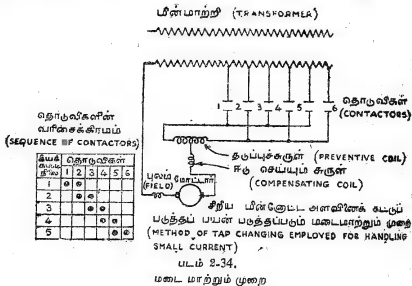 மின்மாற்றி (TRANSFORMER)
1 2 3 4 5 6
தொடுவிகள்
(CONTACTORS)
தொடுவிகளின்
வரிசைக்கிரமம்
(SEQUENCE OF CONTACTORS)
தொடுவிகள்
நிலை 1 2 3 4 5 6
1
2
3
4
5
தடுப்புச்சுருள் (PREVENTIVE COIL)
ஈடு செய்யும் சுருள்
(COMPENSATING COIL)
புலம்
(FIELD)
மோட்டார்
சிறிய மின்னோட்ட அளவினைக் கட்டுப்
படுத்தப் பயன் படுத்தப்படும் மடைமாற்றும் முறை
(METHOD OF TAP CHANGING EMPLOYED FOR HANDLING
SMALL CURRENT)
படம் 2-34.
மடை மாற்றும் முறை